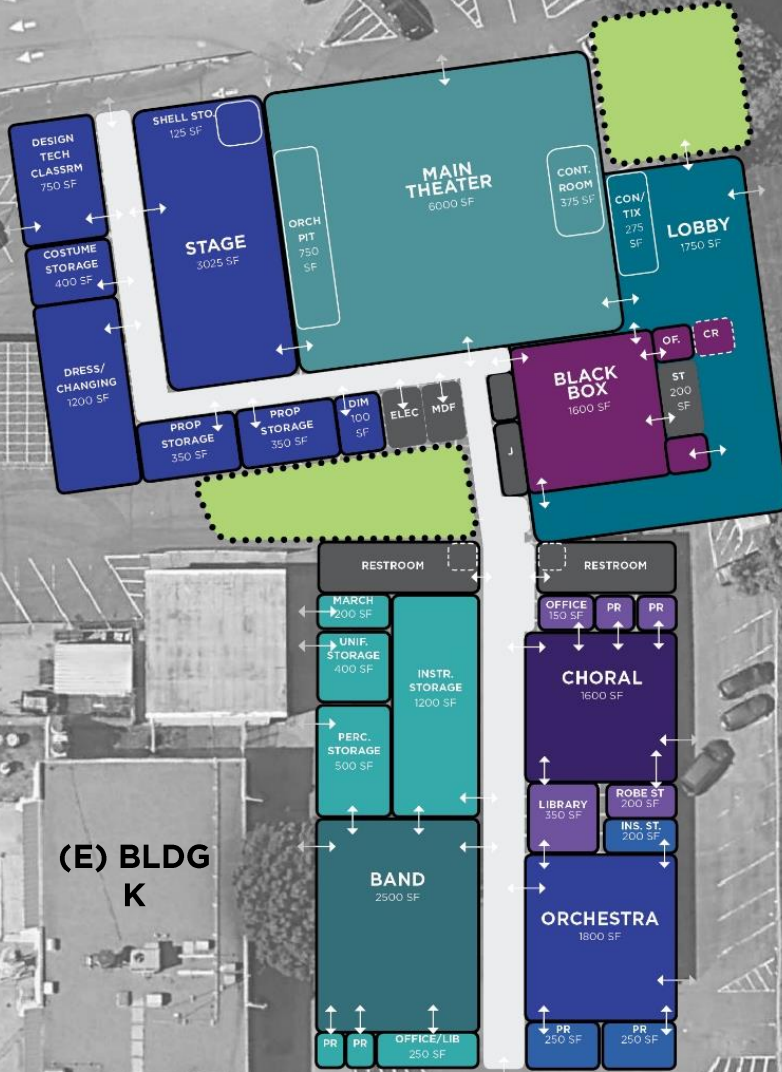 DESIGN
TECH
CLASSRM
750 SF
SHELL STO.
125 SF
MAIN
THEATER
6000 SF
CONT.
ROOM
375 SF
CON/
TIX
275
SF
LOBBY
1750 SF
ORCH
PIT
750
SF
STAGE
3025 SF
COSTUME
STORAGE
400 SF
DRESS/
CHANGING
1200 SF
PROP
STORAGE
350 SF
PROP
STORAGE
350 SF
DIM
100
SF
ELEC
MDF
J
BLACK
BOX
1600 SF
OF.
CR
ST
200
SF
RESTROOM
RESTROOM
MARCH
200 SF
UNIF.
STORAGE
400 SF
INSTR.
STORAGE
1200 SF
PERC.
STORAGE
500 SF
OFFICE
150 SF
PR
PR
CHORAL
1600 SF
LIBRARY
350 SF
ROBE ST
200 SF
INS. ST.
200 SF
(E) BLDG
K
BAND
2500 SF
ORCHESTRA
1800 SF
PR
PR
OFFICE/LIB
250 SF
PR
250 SF
PR
250 SF